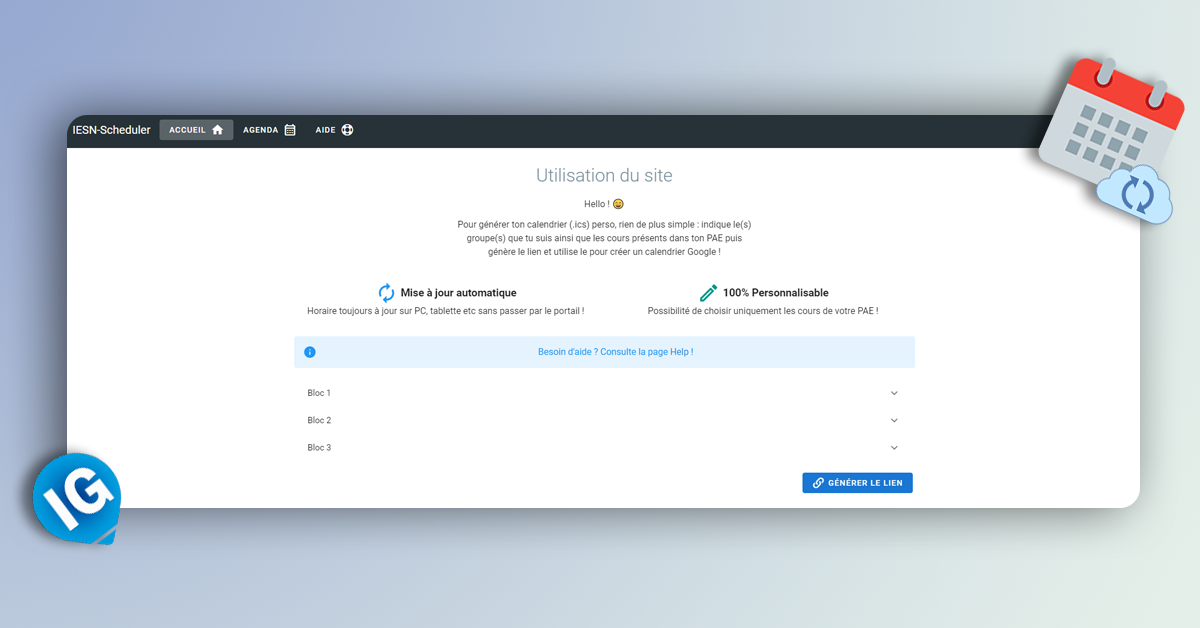 IESN-Scheduler ACCUEIL AGENDA AIDE
Utilisation du site
Hello !
Pour générer ton calendrier (.ics) perso, rien de plus simple : indique le(s)
groupe(s) que tu suis ainsi que les cours présents dans ton PAE puis
génère le lien et utilise le pour créer un calendrier Google !
Mise à jour automatique
Horaire toujours à jour sur PC, tablette etc sans passer par le portail !
100% Personnalisable
Possibilité de choisir uniquement les cours de votre PAE !
Besoin d'aide ? Consulte la page Help !
Bloc 1
Bloc 2
Bloc 3
GÉNÉRER LE LIEN
IG